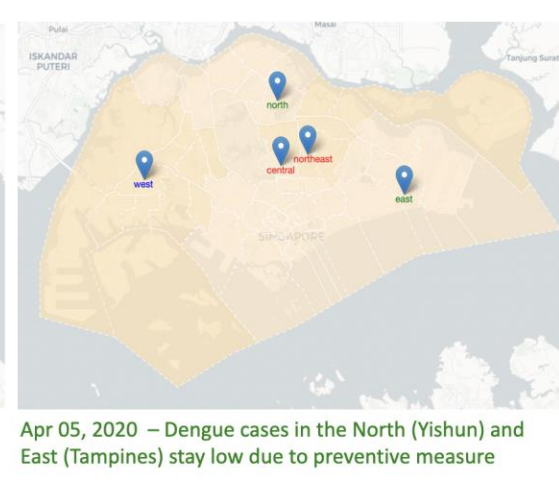 Pulai
Masai
ISKANDAR
PUTERI
Tanjung Surat
north
northeast
central
west
east
SINGAPORE
Apr 05, 2020 – Dengue cases in the North (Yishun) and
East (Tampines) stay low due to preventive measure